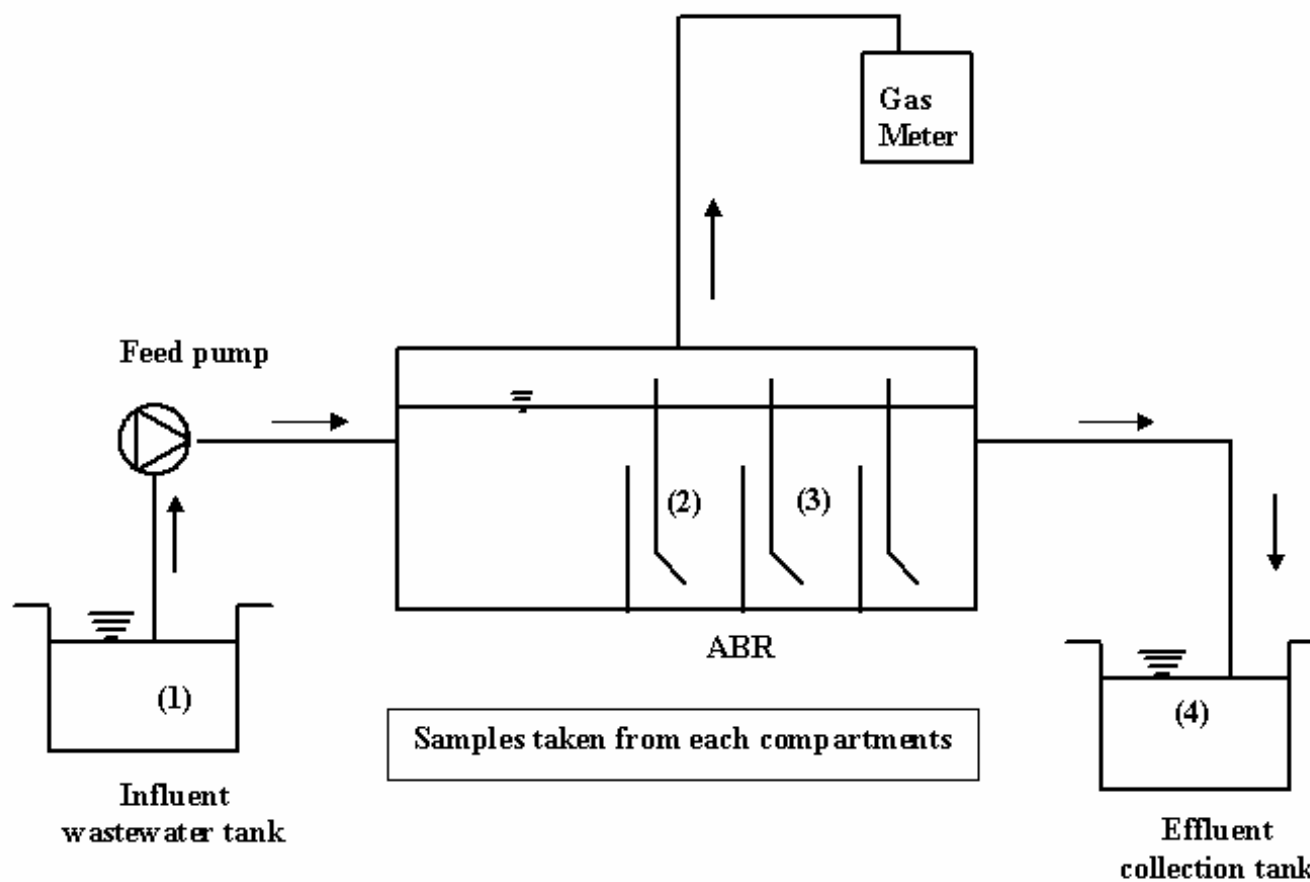 Gas
Meter
Feed pump
(2)
(3)
ABR
(1)
(4)
Samples taken from each compartments
Influent
wastewater tank
Effluent
collection tank